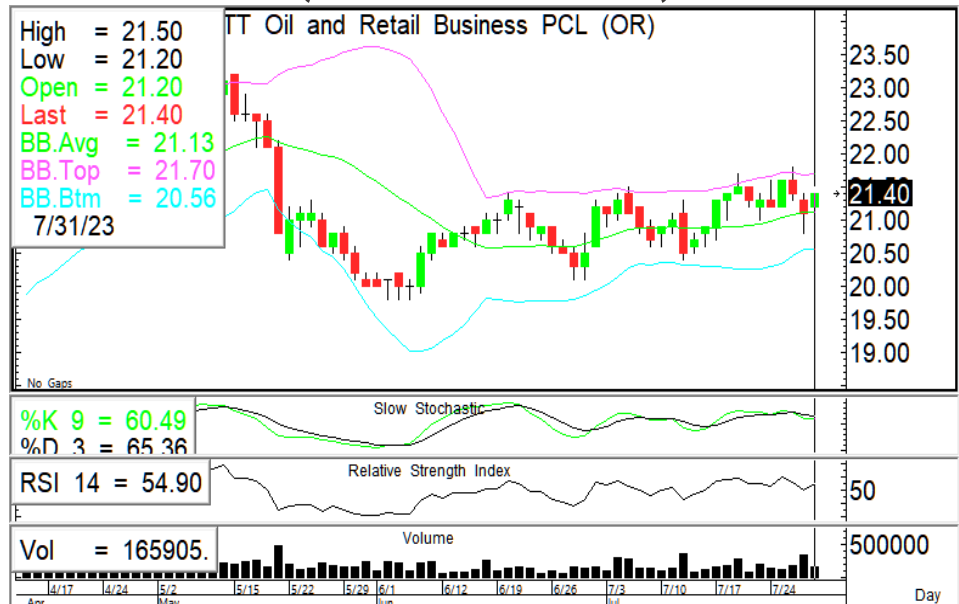 TT Oil and Retail Business PCL (OR)
High = 21.50
Low = 21.20
Open = 21.20
Last = 21.40
BB.Avg = 21.13
BB.Top = 21.70
BB.Btm = 20.56
7/31/23
23.50
23.00
22.50
22.00
21.40
21.00
20.50
20.00
19.50
19.00
No Gaps
Slow Stochastic
%K 9 = 60.49
%D 3 = 65.36
Relative Strength Index
RSI 14 = 54.90
50
Volume
Vol = 165905.
500000
4/17 4/24 5/2 5/15 5/22 5/29 6/1 6/12 6/19 6/26 7/3 7/10 7/17 7/24
Apr May Jun Jul
Day